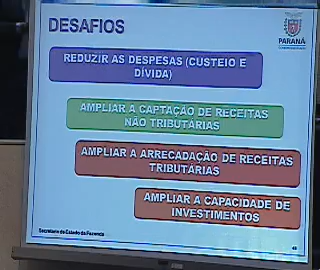 DESAFIOS
PARANÁ
REDUZIR AS DESPESAS (CUSTEIO E
DÍVIDA)
AMPLIAR A CAPTAÇÃO DE RECEITAS
NÃO TRIBUTÁRIAS
AMPLIAR A ARRECADAÇÃO DE RECEITAS
TRIBUTÁRIAS
AMPLIAR A CAPACIDADE DE
INVESTIMENTOS
Secretaria de Estado da Fazenda